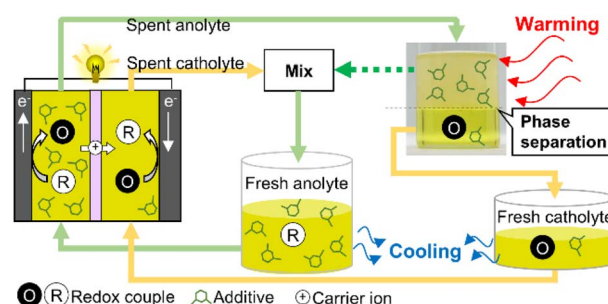 Spent anolyte
Warming
Spent catholyte
Mix
e⁻
e⁻
O
R
+
R
O
O
Phase
separation
Fresh anolyte
R
Cooling
Fresh catholyte
O
O R Redox couple Additive + Carrier ion